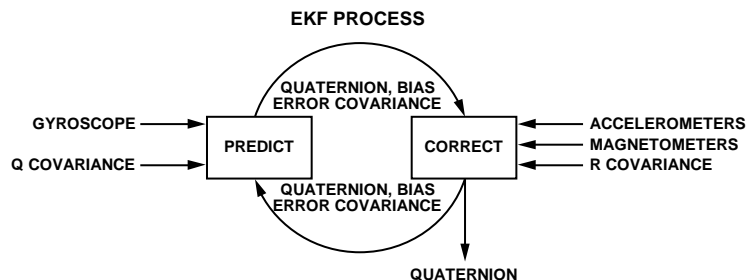 EKF PROCESS
QUATERNION, BIAS
ERROR COVARIANCE
GYROSCOPE
Q COVARIANCE
PREDICT
CORRECT
ACCELEROMETERS
MAGNETOMETERS
R COVARIANCE
QUATERNION, BIAS
ERROR COVARIANCE
QUATERNION